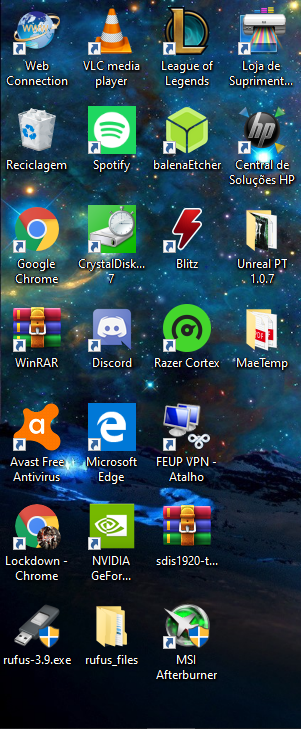 Web VLC media League of Loja de
Connection player Legends Supriment...
Reciclagem Spotify balenaEtcher Central de
Soluções HP
Google CrystalDisk... Blitz Unreal PT
Chrome 7 1.0.7
WinRAR Discord Razer Cortex MaeTemp
Avast Free Microsoft FEUP VPN -
Antivirus Edge Atalho
Lockdown - NVIDIA sdis1920-t...
Chrome GeFor...
rufus-3.9.exe rufus_files MSI
Afterburner